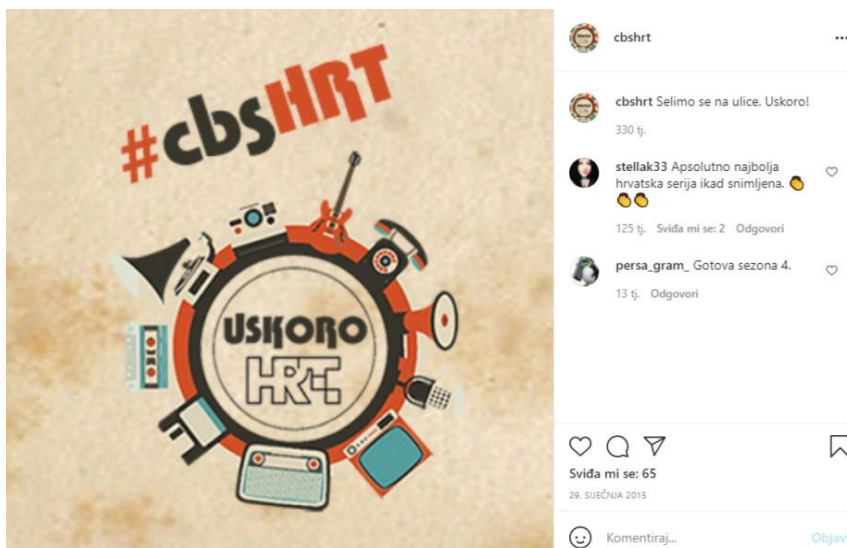 #cbsHRT
USKORO
HRT
cbshrt
cbshrt Selimo se na ulice. Uskoro!
330 tj.
stellak33 Apsolutno najbolja
hrvatska serija ikad snimljena. 👏
👏👏
125 tj. Sviđa mi se: 2 Odgovori
persa_gram_ Gotova sezona 4.
13 tj. Odgovori
Sviđa mi se: 65
29. SIJEČNJA 2015
Komentiraj...
Objavi